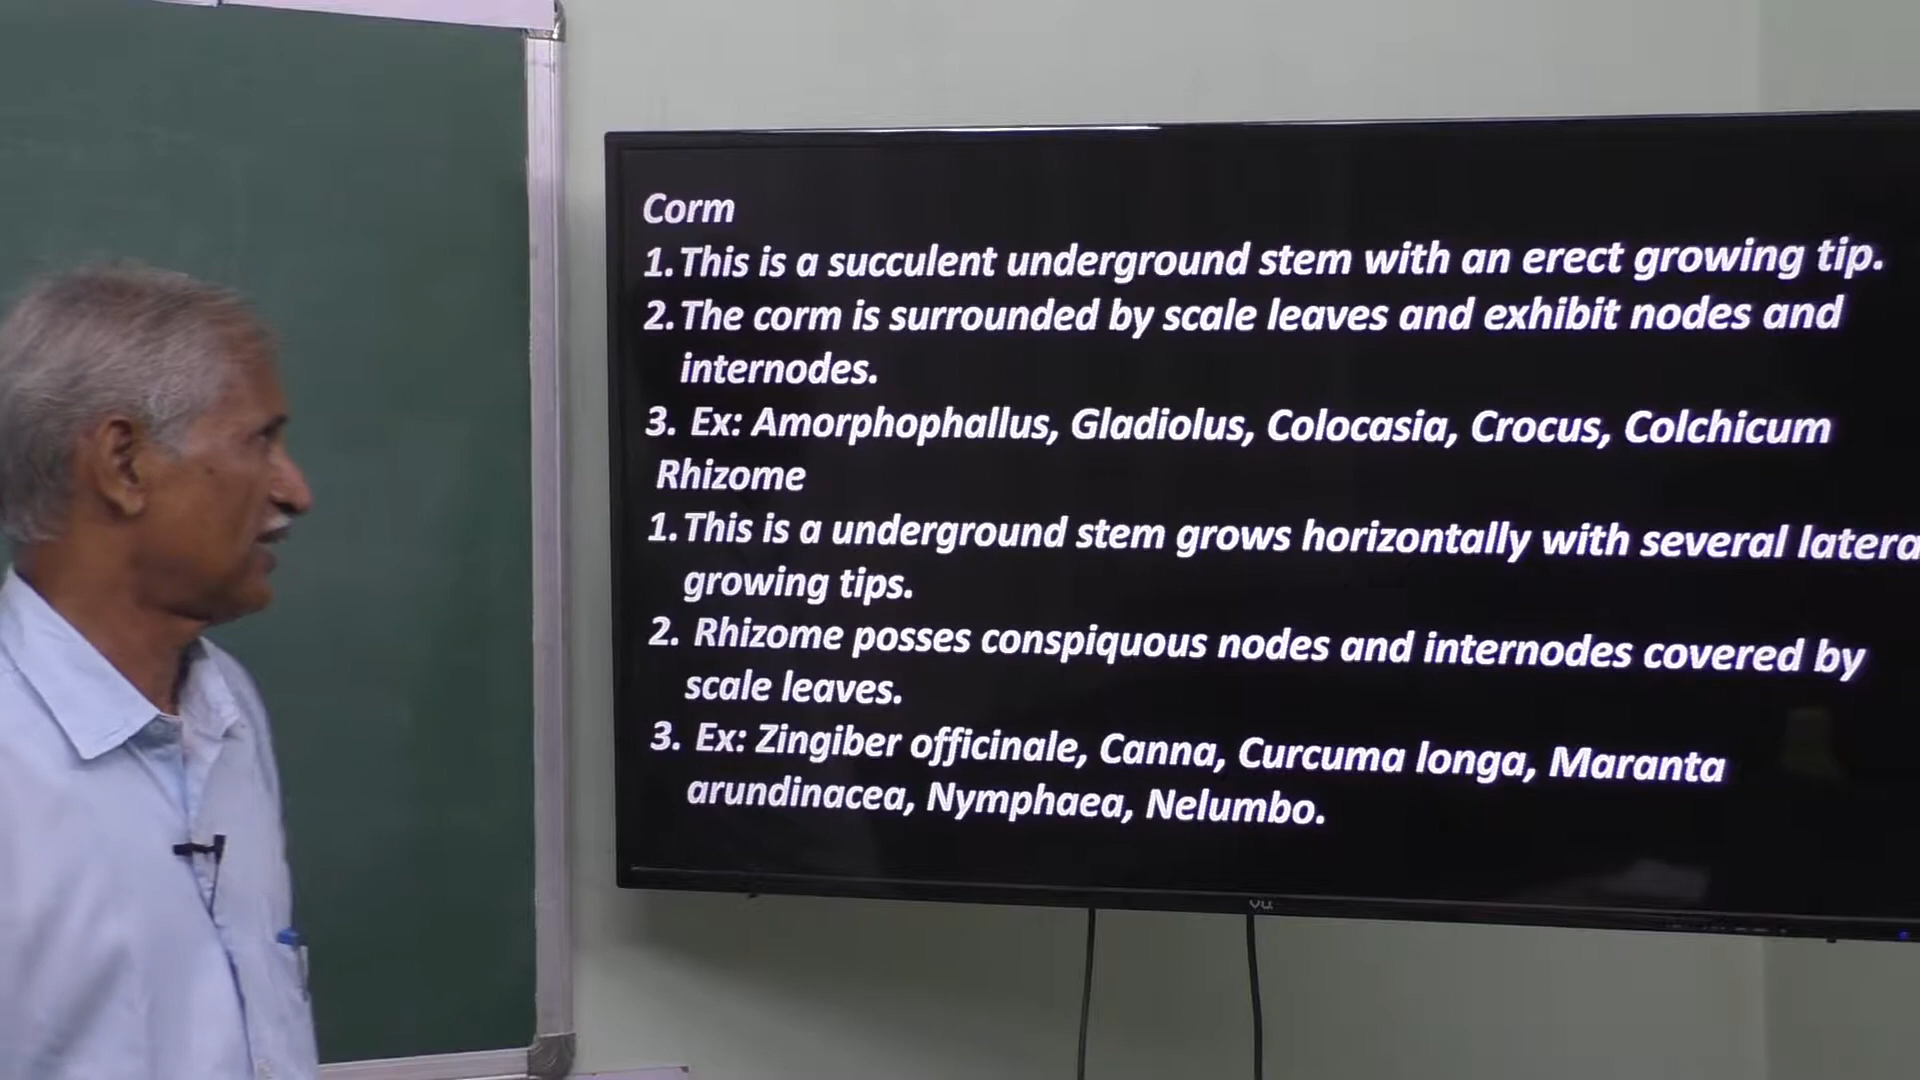 Corm
1. This is a succulent underground stem with an erect growing tip.
2. The corm is surrounded by scale leaves and exhibit nodes and
internodes.
3. Ex: Amorphophallus, Gladiolus, Colocasia, Crocus, Colchicum
Rhizome
1. This is a underground stem grows horizontally with several latera
growing tips.
2. Rhizome posses conspiquous nodes and internodes covered by
scale leaves.
3. Ex: Zingiber officinale, Canna, Curcuma longa, Maranta
arundinacea, Nymphaea, Nelumbo.
Vu